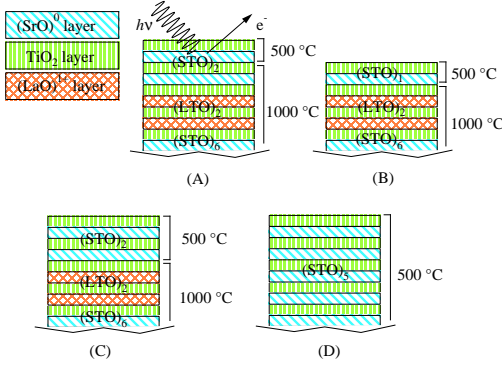 (SrO)⁰ layer
TiO₂ layer
(LaO)¹⁺ layer
hν
e⁻
(STO)₂
(LTO)₂
(STO)₆
500 °C
1000 °C
(A)
(STO)₁
(LTO)₂
(STO)₆
500 °C
1000 °C
(B)
(STO)₂
(LTO)₂
(STO)₆
500 °C
1000 °C
(C)
(STO)₅
500 °C
(D)